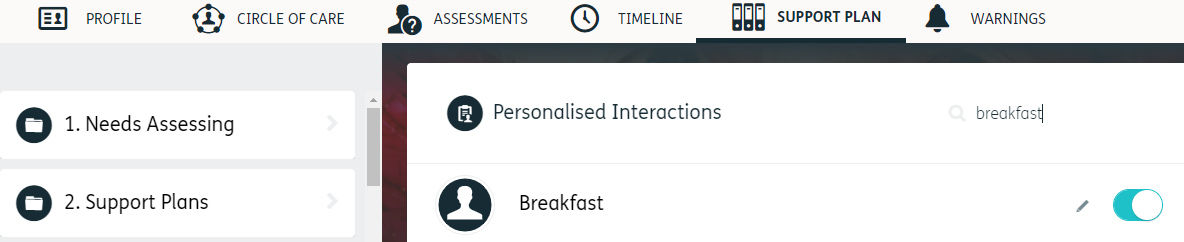 PROFILE
CIRCLE OF CARE
ASSESSMENTS
TIMELINE
SUPPORT PLAN
WARNINGS
1. Needs Assessing
2. Support Plans
Personalised Interactions
breakfast
Breakfast